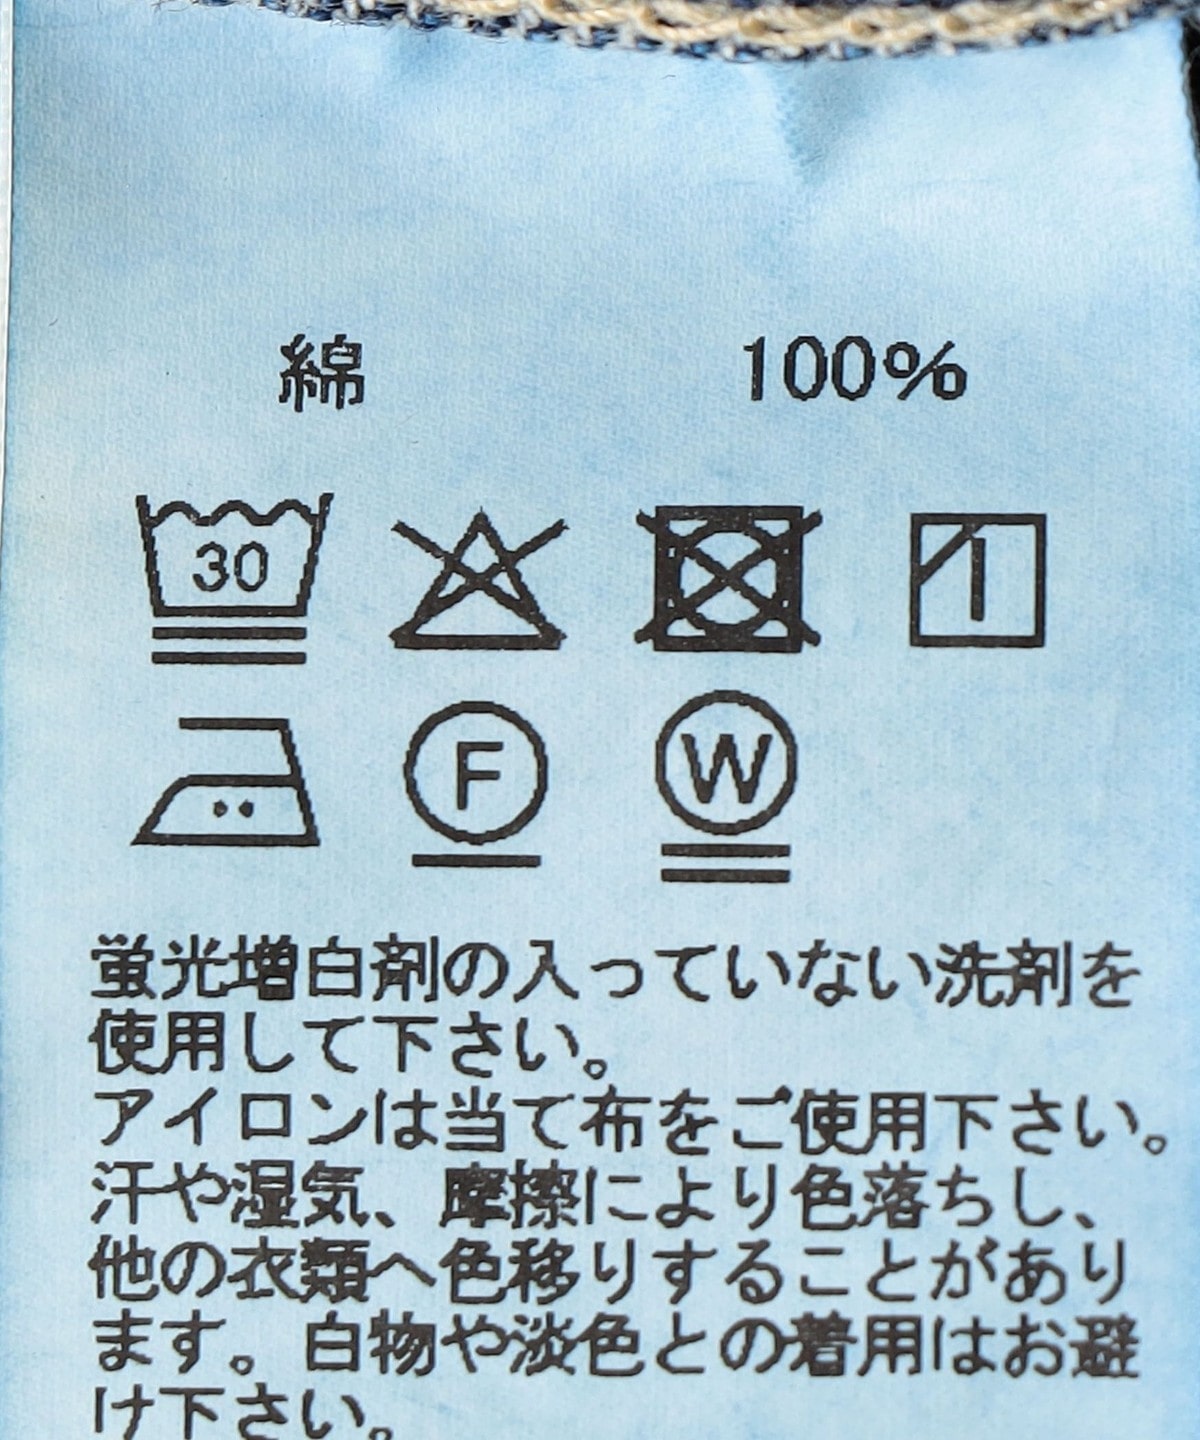 綿 100%
30
F W
蛍光増白剤の入っていない洗剤を
使用して下さい。
アイロンは当て布をご使用下さい。
汗や湿気、摩擦により色落ちし、
他の衣類へ色移りすることがあり
ます。白物や淡色との着用はお避
け下さい。